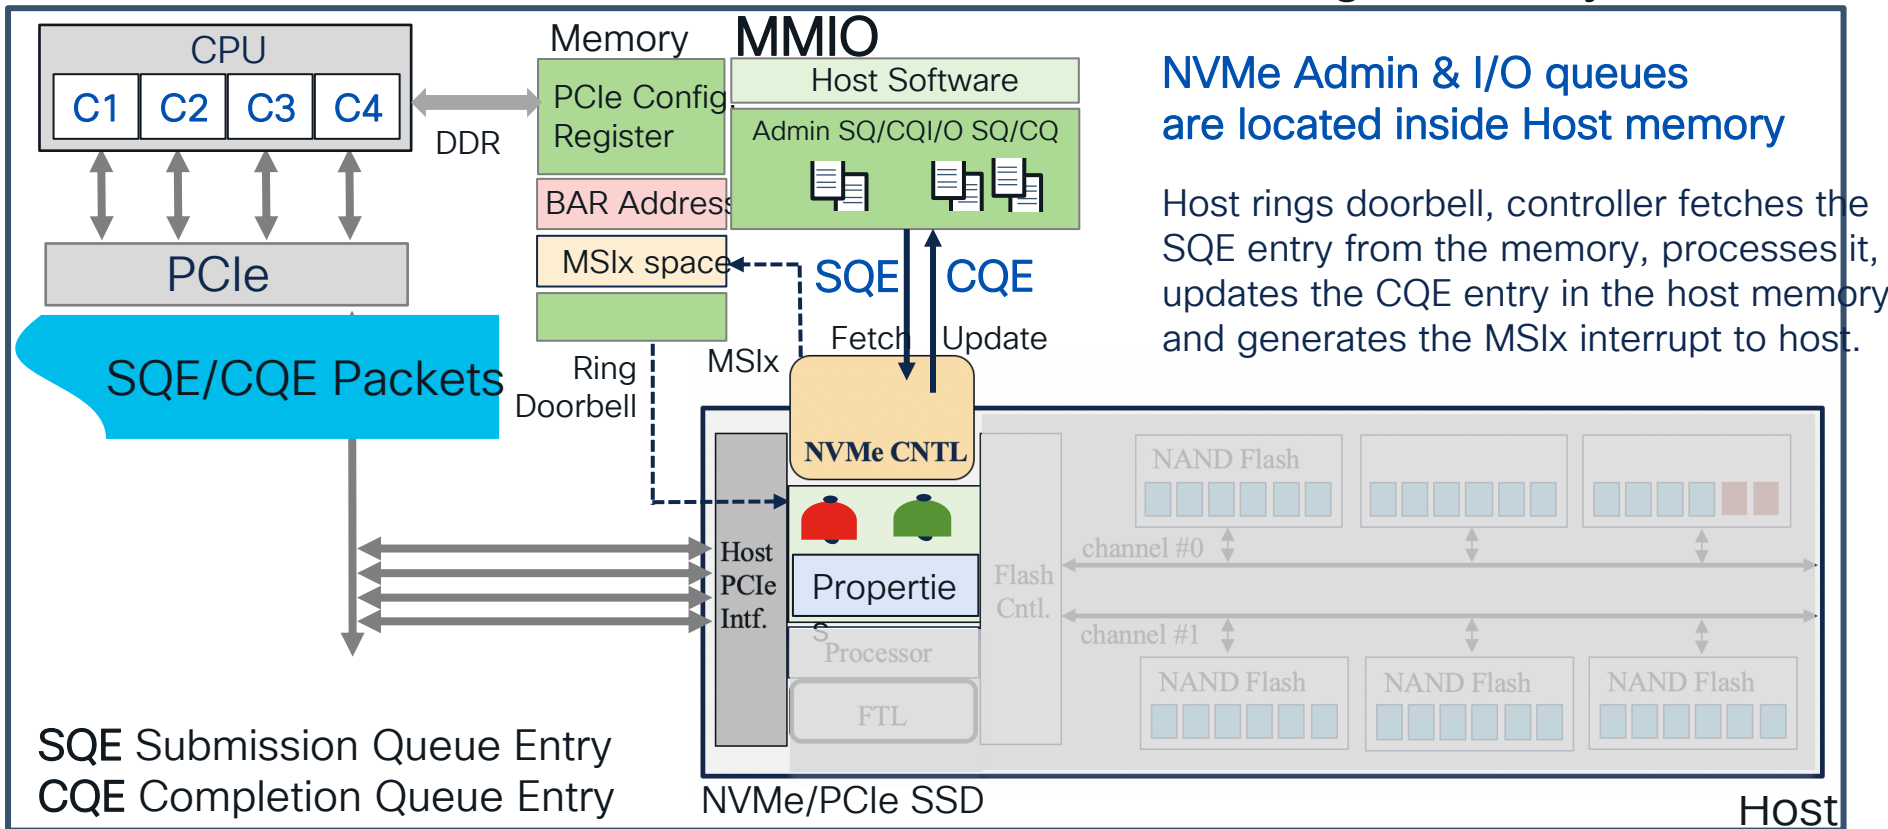 CPU
C1 C2 C3 C4
PCIe
DDR
Memory
PCIe Config
Register
BAR Address
MSIx space
MMIO
Host Software
Admin SQ/CQI/O SQ/CQ
SQE CQE
Fetch Update
MSIx
Ring
Doorbell
SQE/CQE Packets
NVMe Admin & I/O queues
are located inside Host memory
Host rings doorbell, controller fetches the
SQE entry from the memory, processes it,
updates the CQE entry in the host memory
and generates the MSIx interrupt to host.
NVMe CNTL
Host
PCIe
Intf.
Propertie
s
Processor
FTL
Flash
Cntl.
NAND Flash
channel #0
channel #1
NAND Flash
NAND Flash
NAND Flash
SQE Submission Queue Entry
CQE Completion Queue Entry
NVMe/PCIe SSD
Host